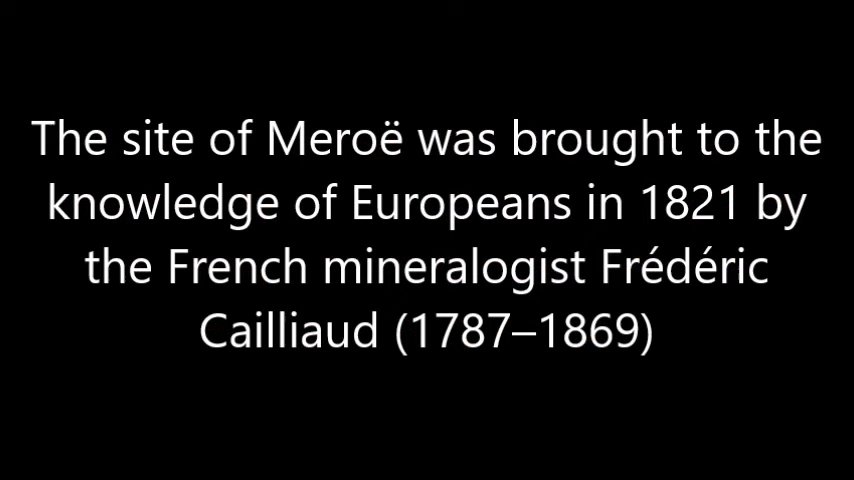 The site of Meroë was brought to the
knowledge of Europeans in 1821 by
the French mineralogist Frédéric
Cailliaud (1787–1869)